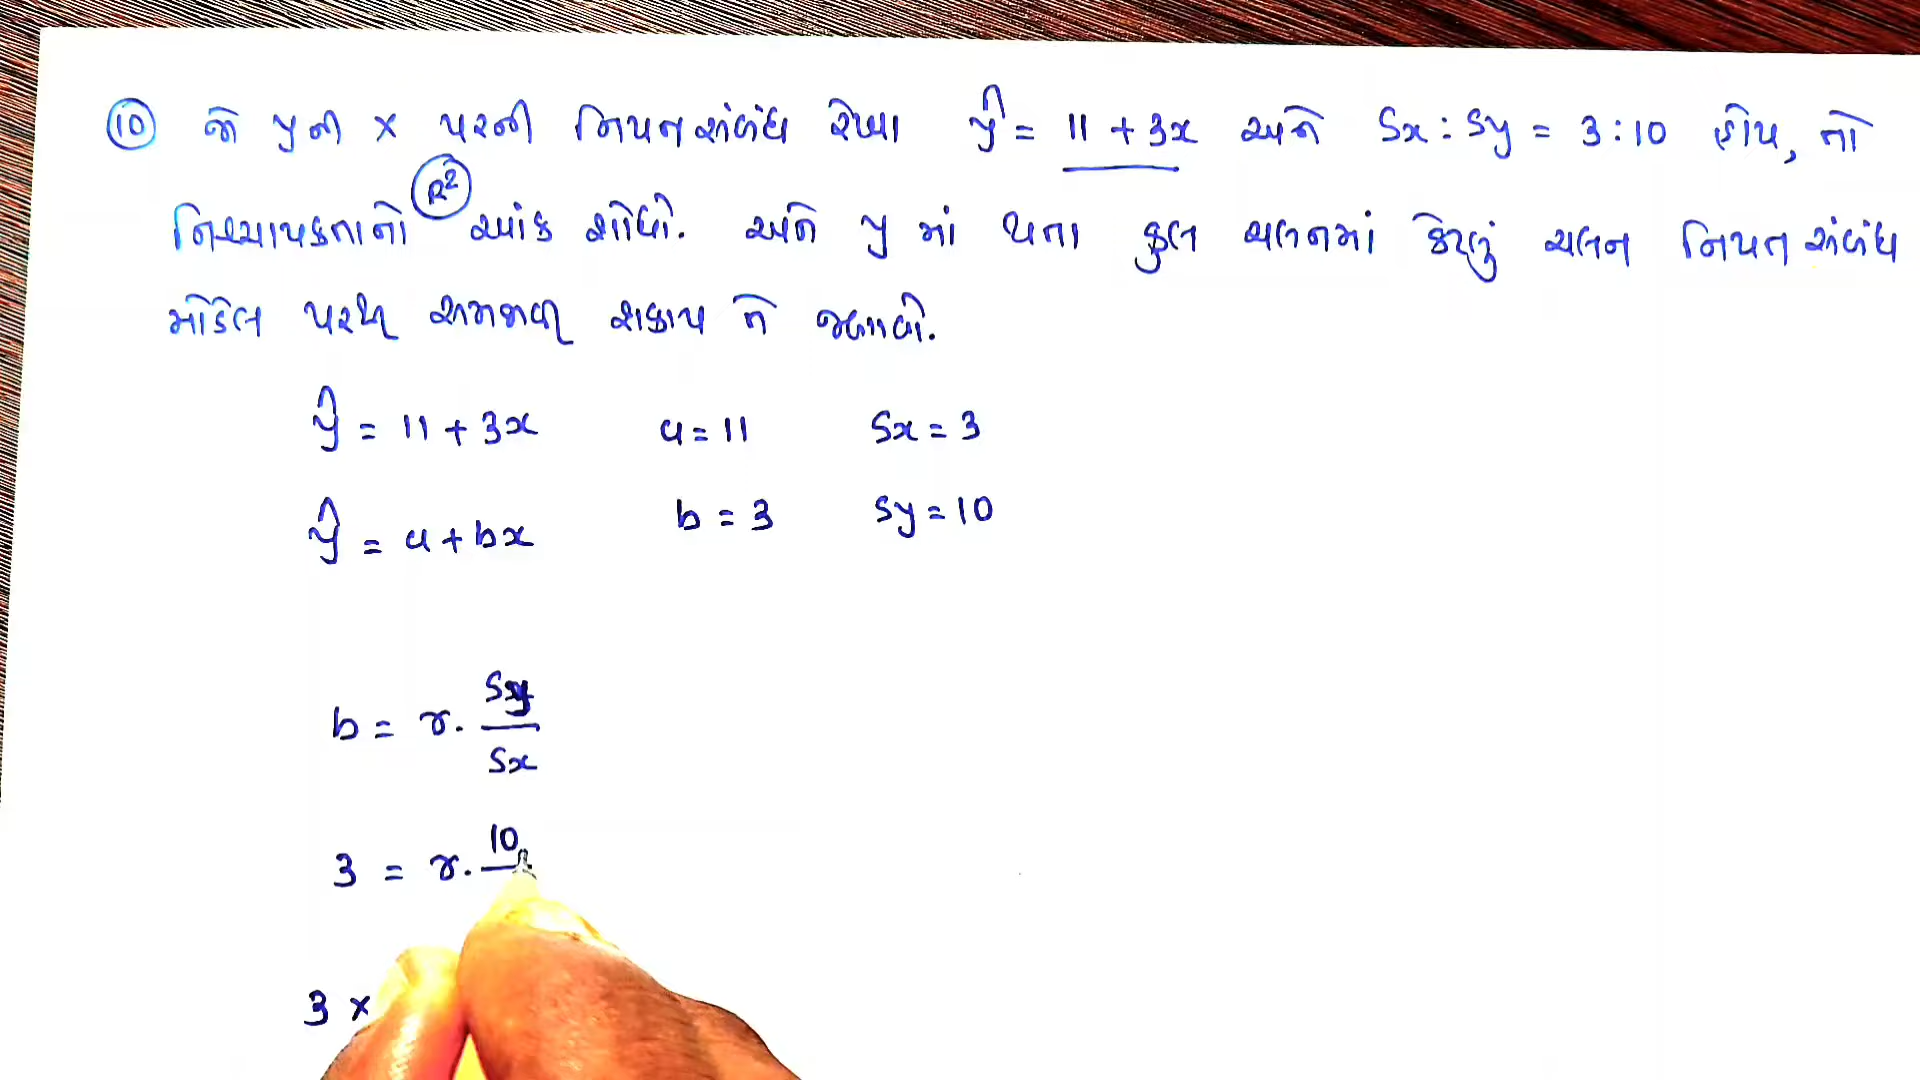 (10) જો yની x પરની નિયતસંબંધ રેખા ŷ = 11 + 3x અને Sx : Sy = 3 : 10 હોય, તો
નિશ્ચાયકતાનો R² આંક શોધો. અને y માં થતા કુલ ચલનમાં કેટલું ચલન નિયતસંબંધ
મોડેલ પરથી સમજાવી શકાય તે જણાવો.
ŷ = 11 + 3x a = 11 Sx = 3
ŷ = a + bx b = 3 Sy = 10
b = r. Sy / Sx
3 = r. 10
3 x